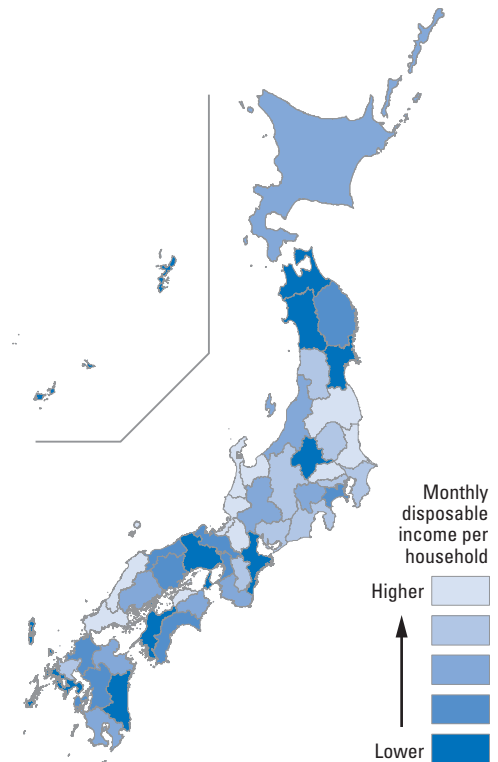 Monthly
disposable
income per
household
Higher
Lower